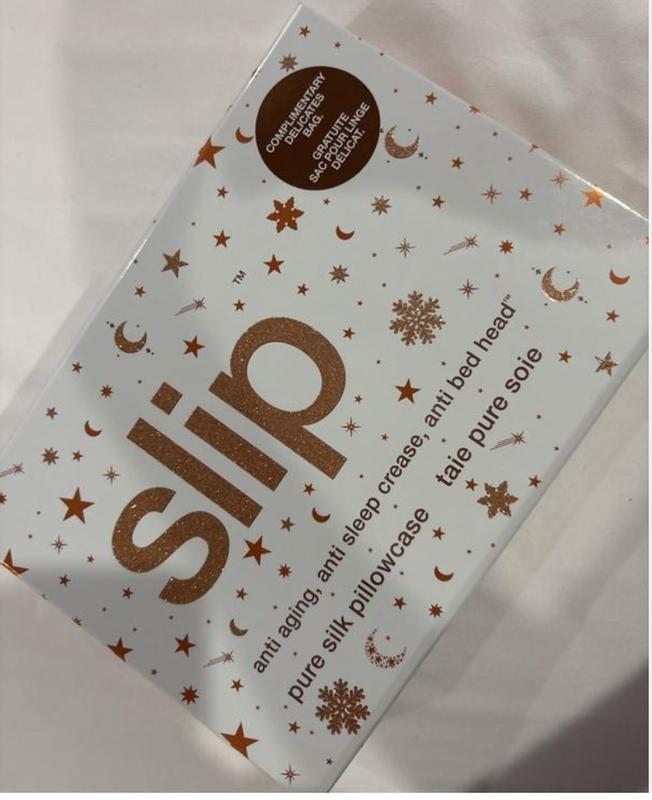 COMPLIMENTARY
DELICATES
BAG.
GRATUITE
SAC POUR LINGE
DÉLICAT.
slip™
anti aging, anti sleep crease, anti bed head™
pure silk pillowcase taie pure soie